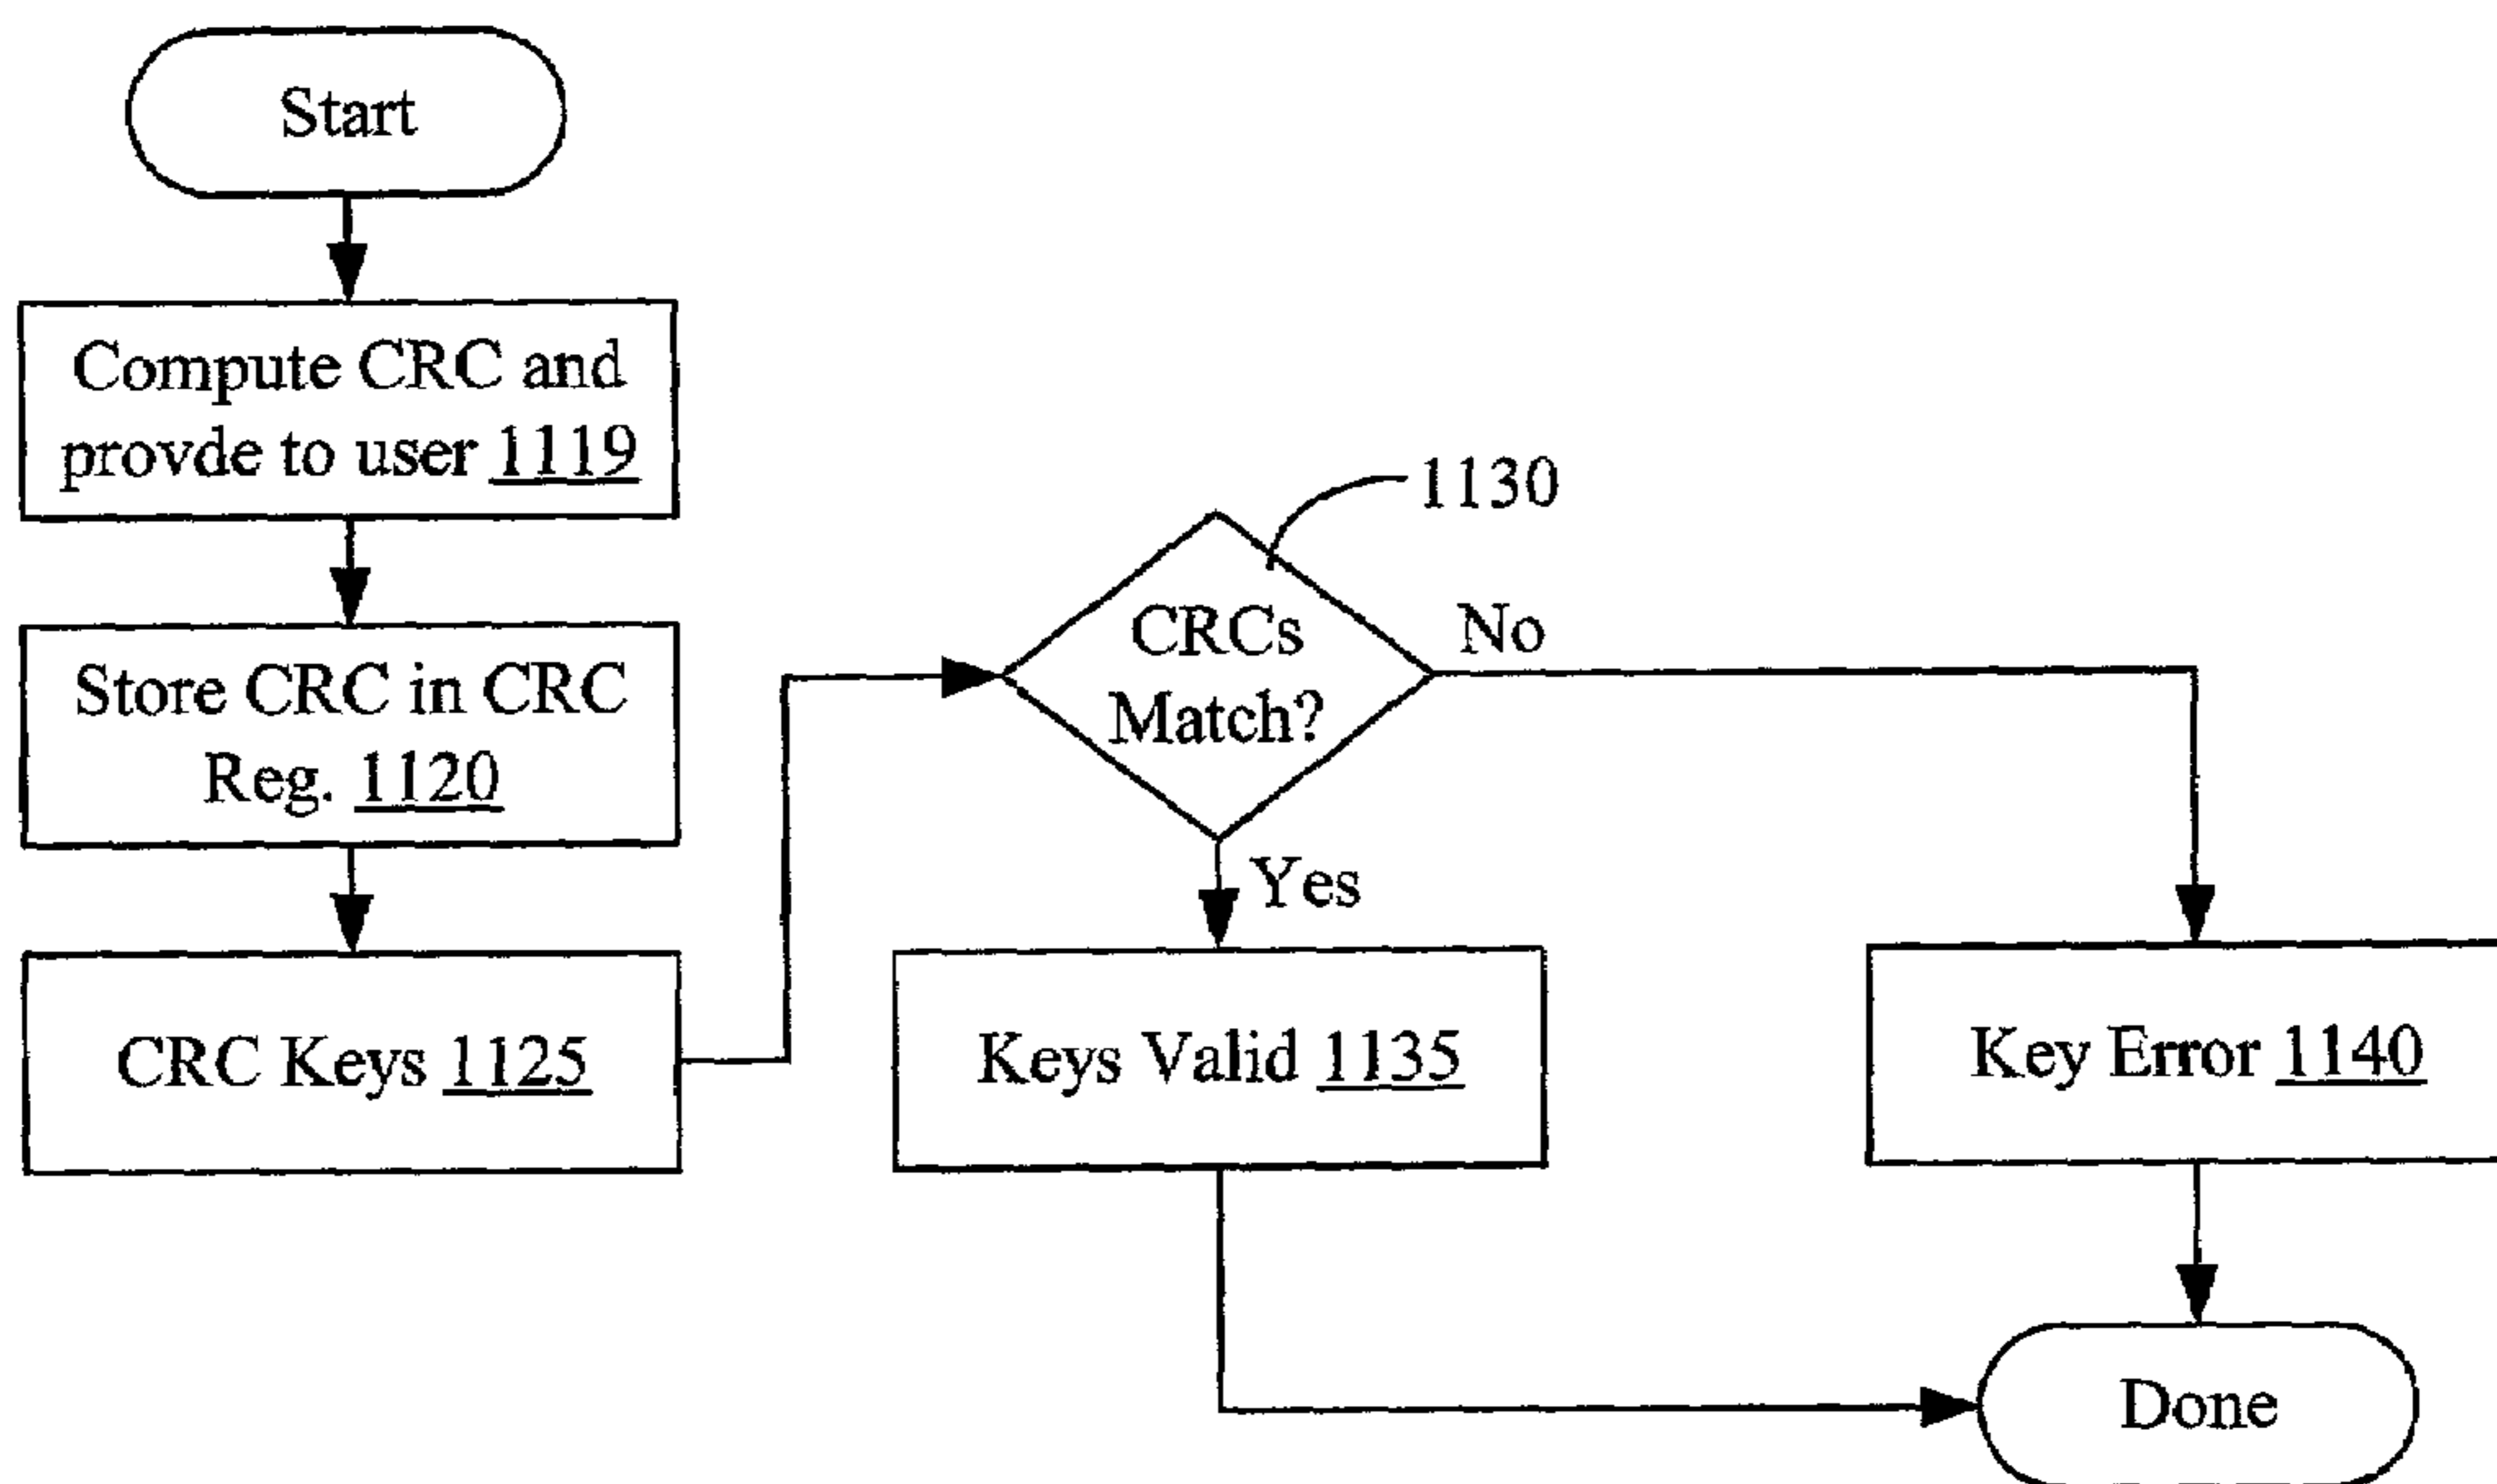 Start
Compute CRC and
provde to user 1119
Store CRC in CRC
Reg. 1120
CRC Keys 1125
1130
CRCs
Match?
No
Yes
Keys Valid 1135
Key Error 1140
Done